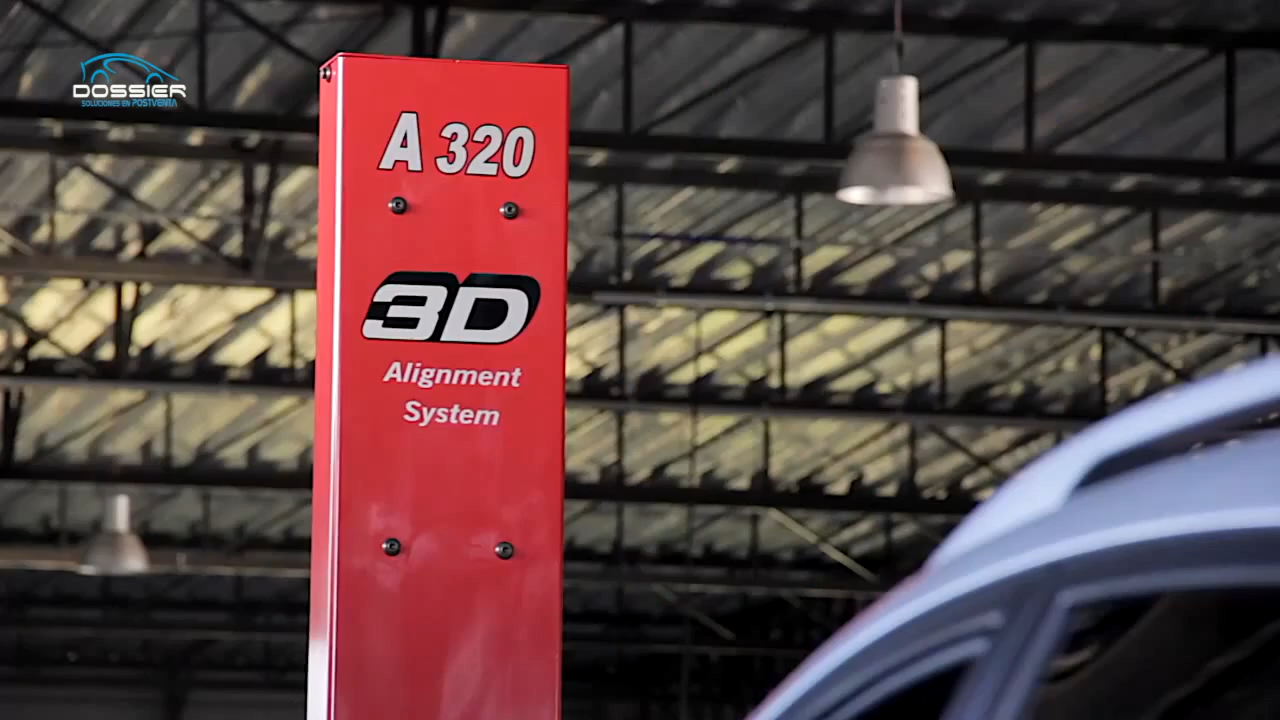 DOSSIER
SOLUCIONES EN POSTVENTA
A 320
3D
Alignment
System